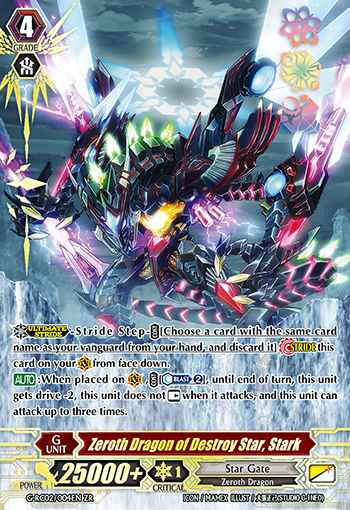 4
GRADE
ULTIMATE STRIDE -Stride Step-[Choose a card with the same card
name as your vanguard from your hand, and discard it] STRIDE this
card on your from face down.
AUTO :When placed on , [ BLAST 2], until end of turn, this unit
gets drive -2, this unit does not when it attacks, and this unit can
attack up to three times.
G UNIT
Zeroth Dragon of Destroy Star, Stark
POWER
25000+
1
CRITICAL
Star Gate
Zeroth Dragon
G-RC02/004EN ZR